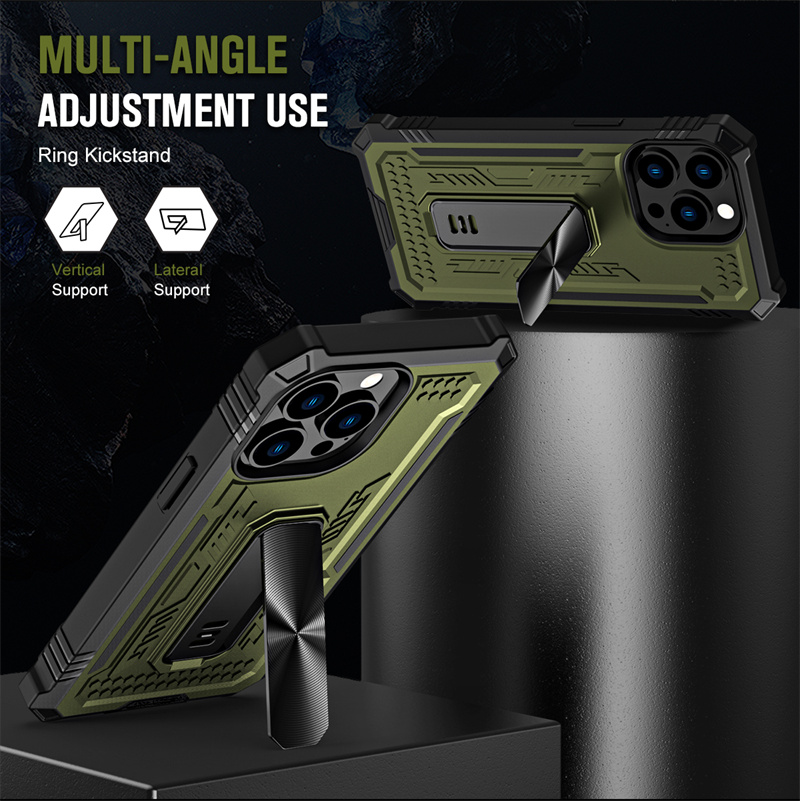 MULTI-ANGLE
ADJUSTMENT USE
Ring Kickstand
Vertical
Support
Lateral
Support